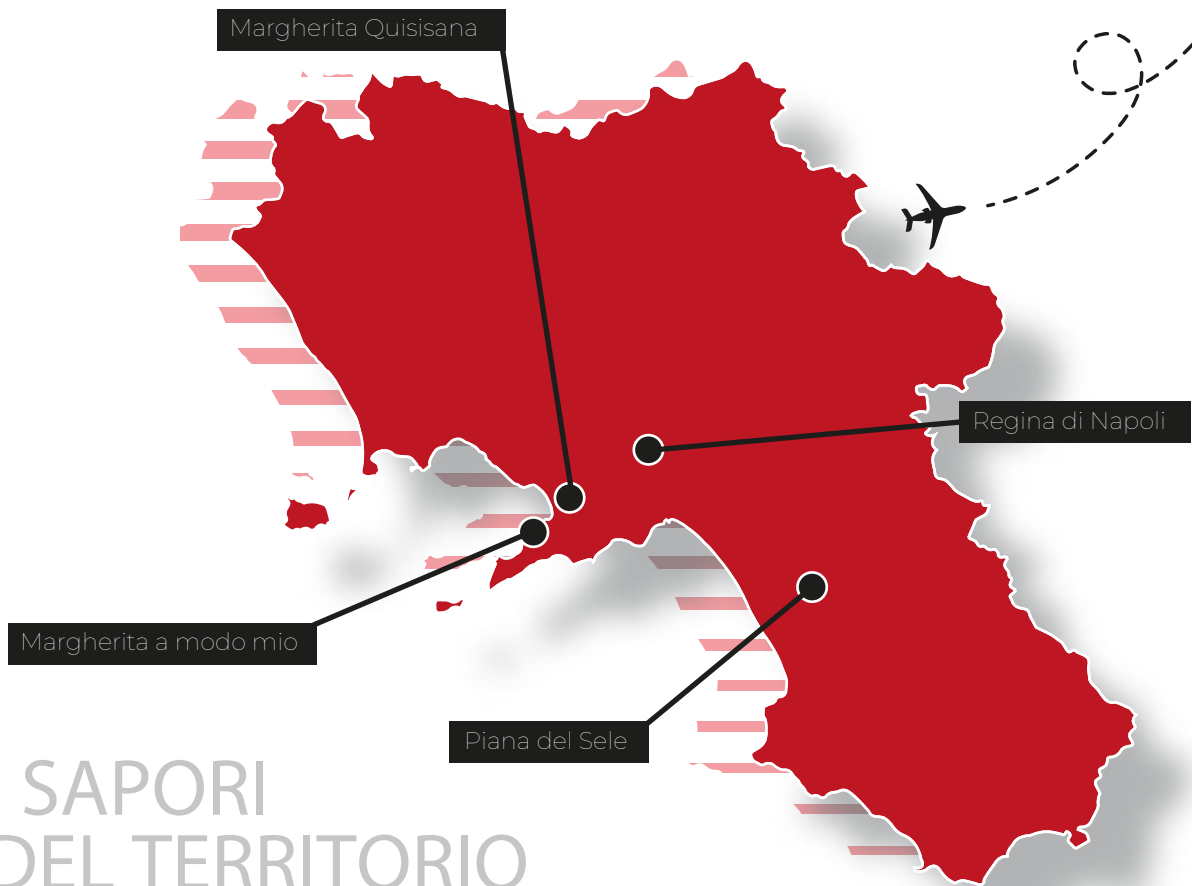 Margherita Quisisana
Regina di Napoli
Margherita a modo mio
Piana del Sele
SAPORI
DEL TERRITORIO